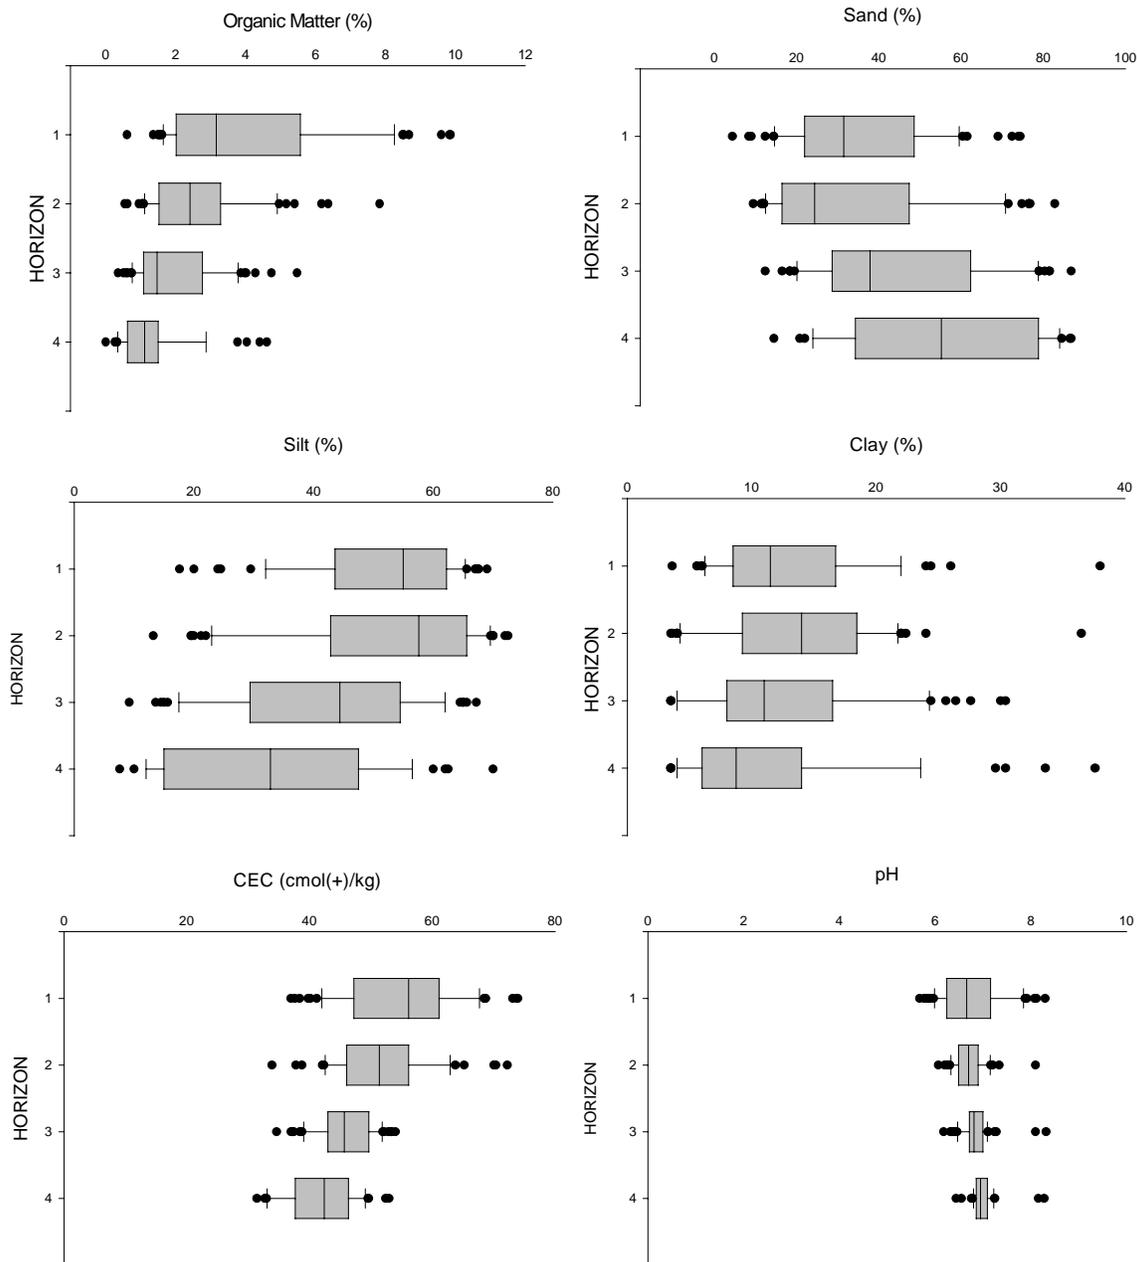 Organic Matter (%)
0 2 4 6 8 10 12
HORIZON
1
2
3
4
Sand (%)
0 20 40 60 80 100
HORIZON
1
2
3
4
Silt (%)
0 20 40 60 80
HORIZON
1
2
3
4
Clay (%)
0 10 20 30 40
HORIZON
1
2
3
4
CEC (cmol(+)/kg)
0 20 40 60 80
HORIZON
1
2
3
4
pH
0 2 4 6 8 10
HORIZON
1
2
3
4